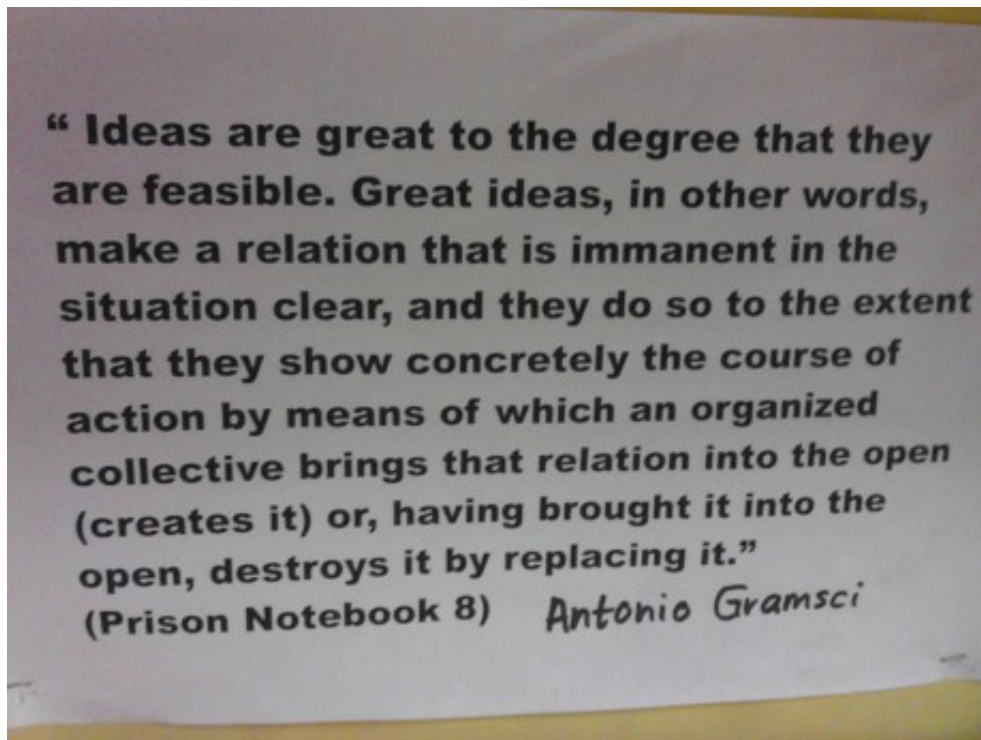 “ Ideas are great to the degree that they
are feasible. Great ideas, in other words,
make a relation that is immanent in the
situation clear, and they do so to the extent
that they show concretely the course of
action by means of which an organized
collective brings that relation into the open
(creates it) or, having brought it into the
open, destroys it by replacing it.”
(Prison Notebook 8) Antonio Gramsci